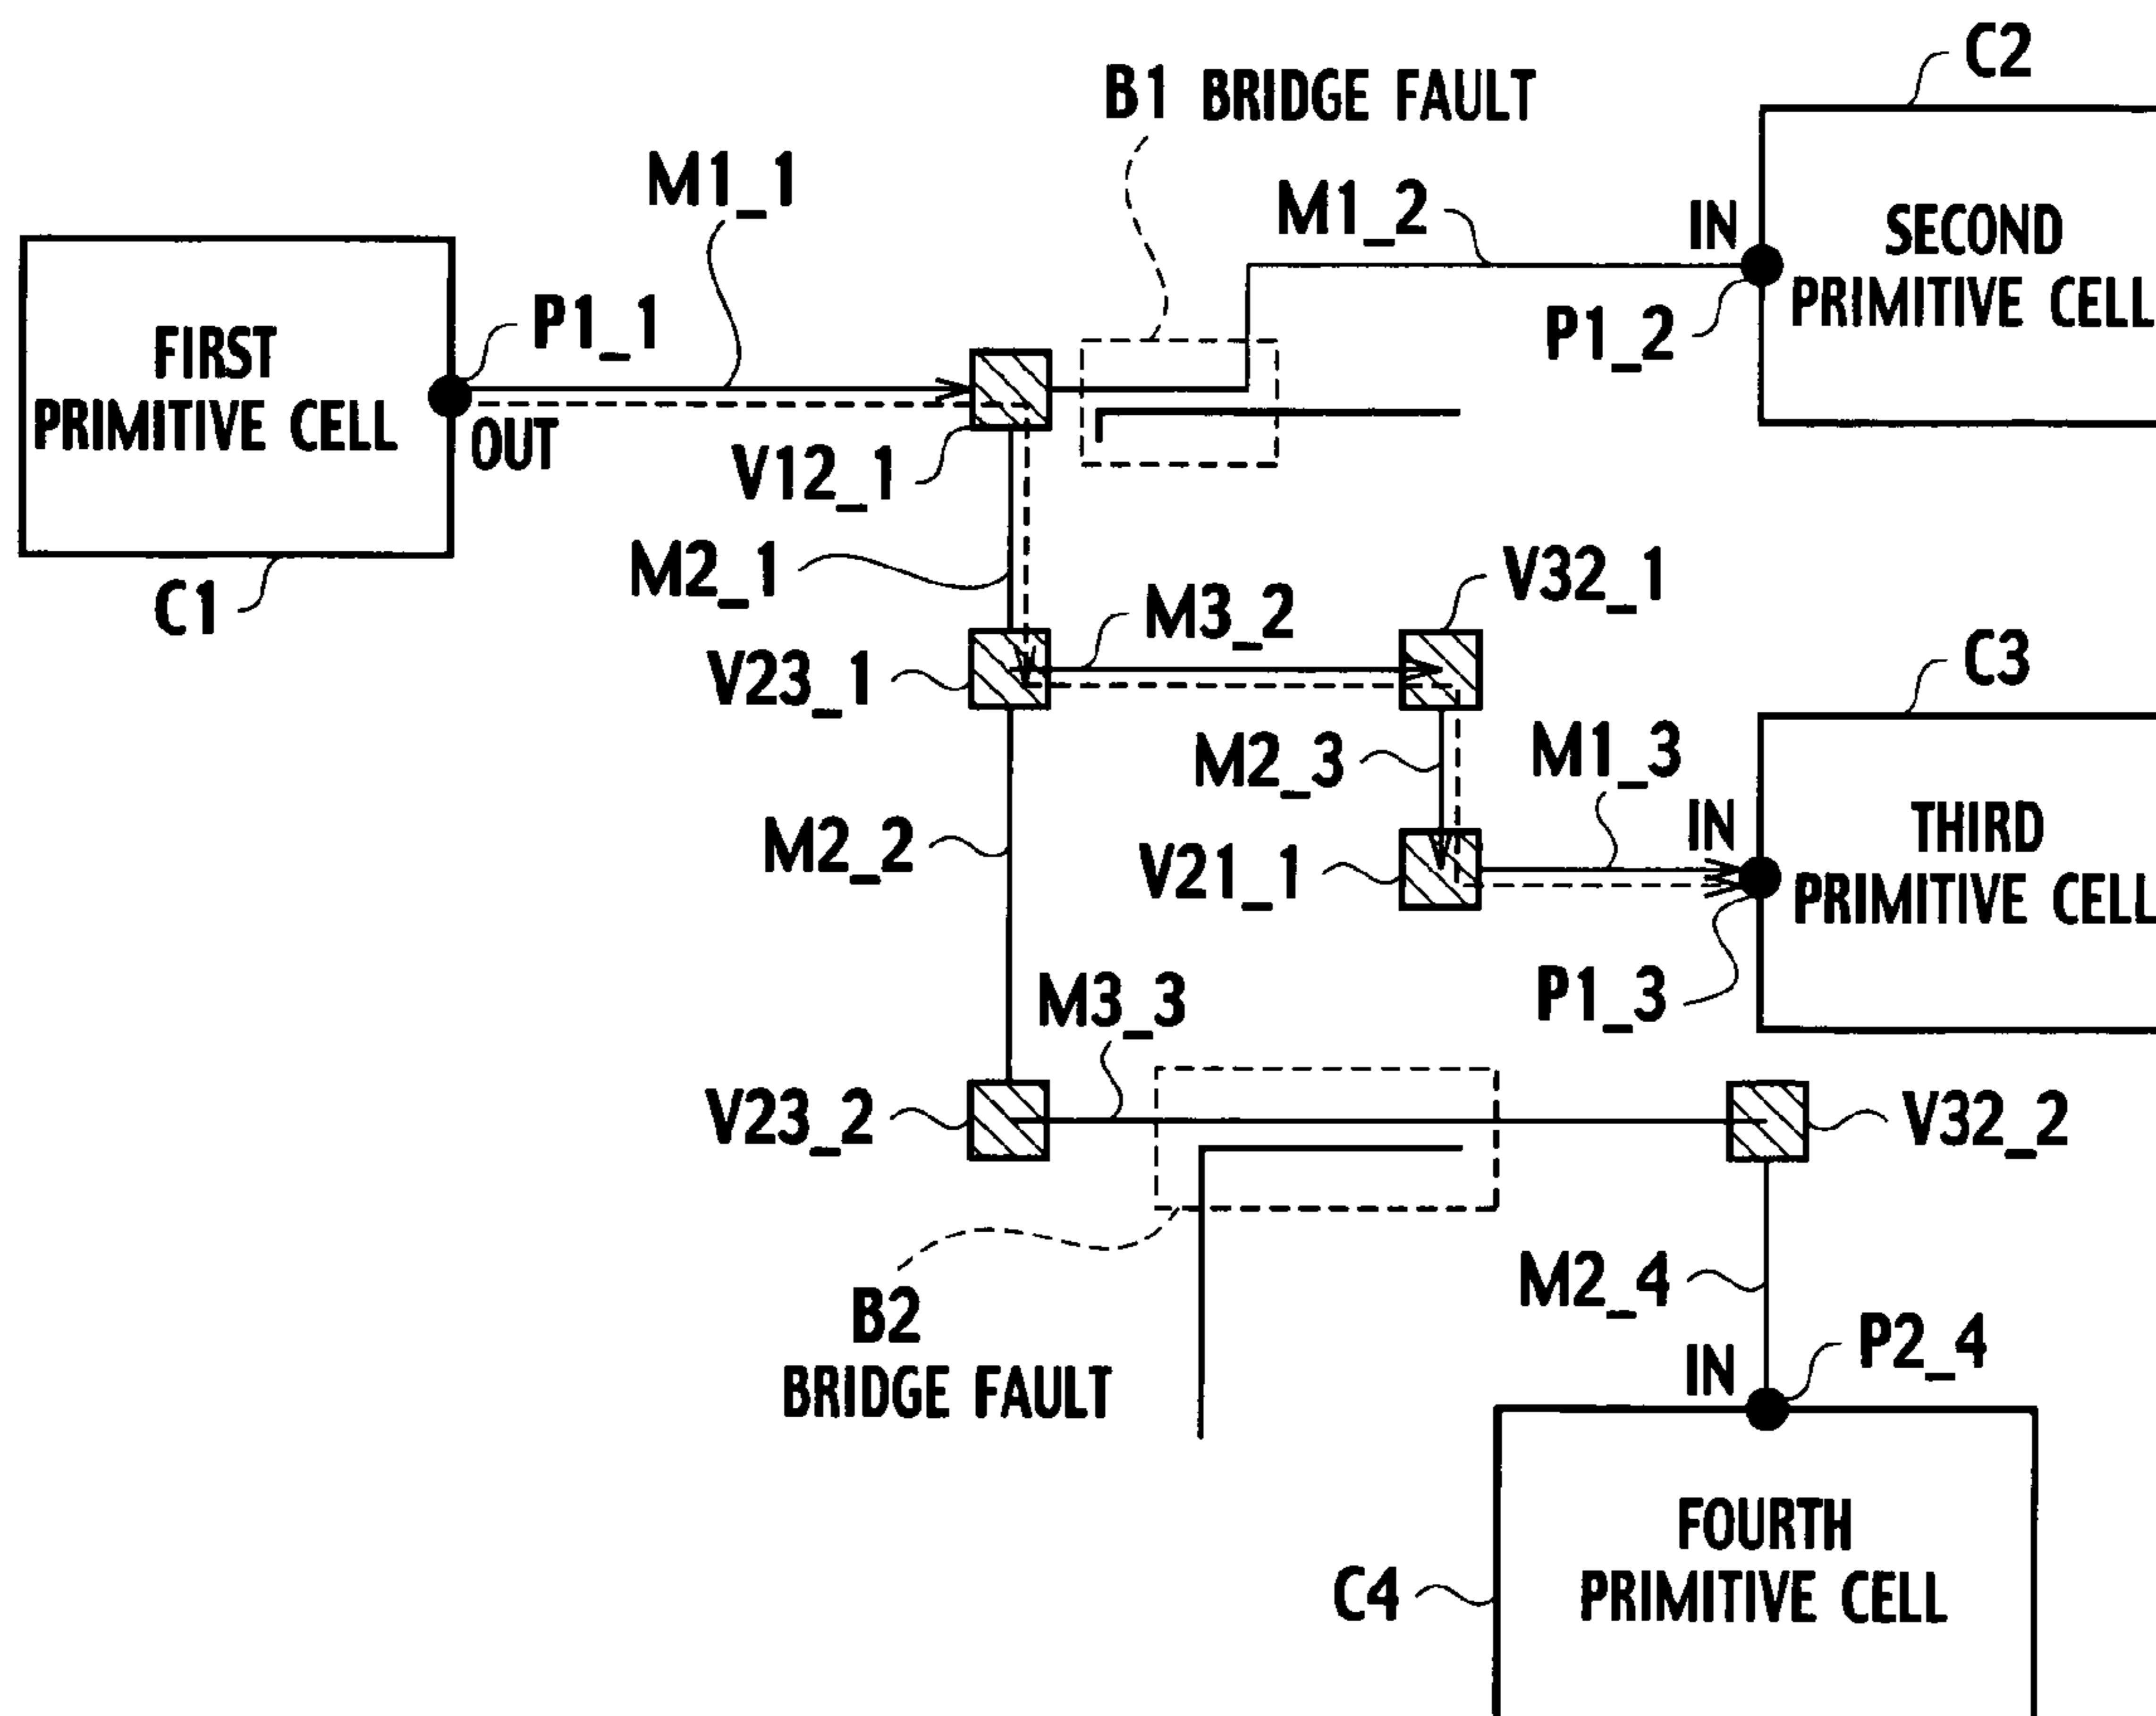 C2
B1 BRIDGE FAULT
M1_1
M1_2
IN
SECOND
PRIMITIVE CELL
P1_1
P1_2
FIRST
PRIMITIVE CELL
OUT
V12_1
M2_1
V32_1
C1
M3_2
V23_1
C3
M2_3
M1_3
IN
THIRD
PRIMITIVE CELL
M2_2
V21_1
P1_3
M3_3
V23_2
V32_2
M2_4
B2
BRIDGE FAULT
IN
P2_4
FOURTH
PRIMITIVE CELL
C4